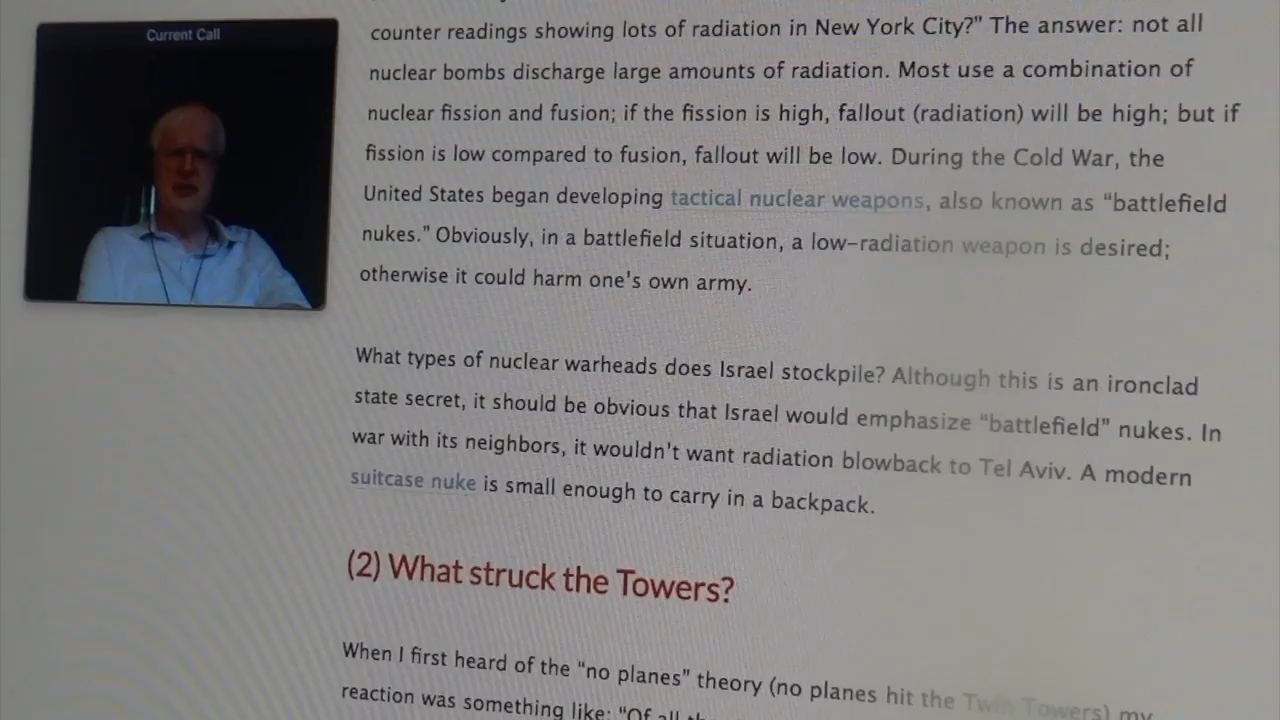 Current Call
counter readings showing lots of radiation in New York City?" The answer: not all
nuclear bombs discharge large amounts of radiation. Most use a combination of
nuclear fission and fusion; if the fission is high, fallout (radiation) will be high; but if
fission is low compared to fusion, fallout will be low. During the Cold War, the
United States began developing tactical nuclear weapons, also known as “battlefield
nukes.” Obviously, in a battlefield situation, a low-radiation weapon is desired;
otherwise it could harm one's own army.
What types of nuclear warheads does Israel stockpile? Although this is an ironclad
state secret, it should be obvious that Israel would emphasize “battlefield” nukes. In
war with its neighbors, it wouldn't want radiation blowback to Tel Aviv. A modern
suitcase nuke is small enough to carry in a backpack.
(2) What struck the Towers?
When I first heard of the “no planes” theory (no planes hit the Twin Towers) my
reaction was something like: “Of all